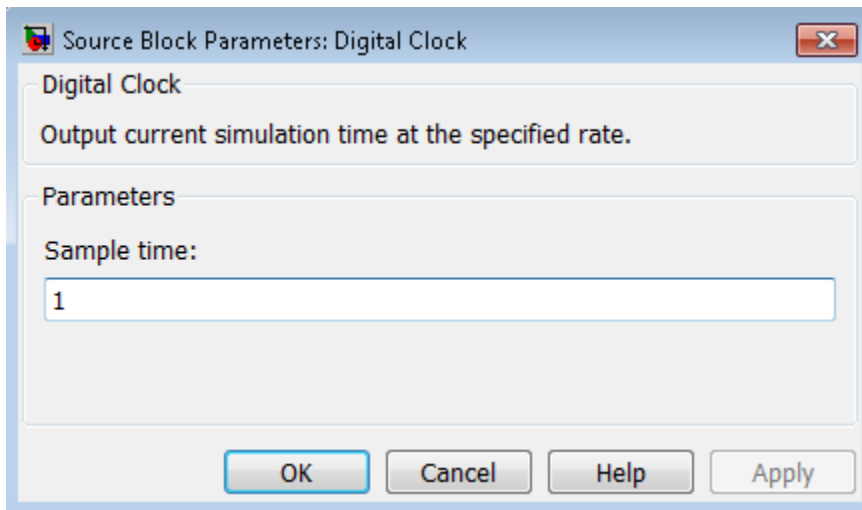 Source Block Parameters: Digital Clock
Digital Clock
Output current simulation time at the specified rate.
Parameters
Sample time:
1
OK Cancel Help Apply